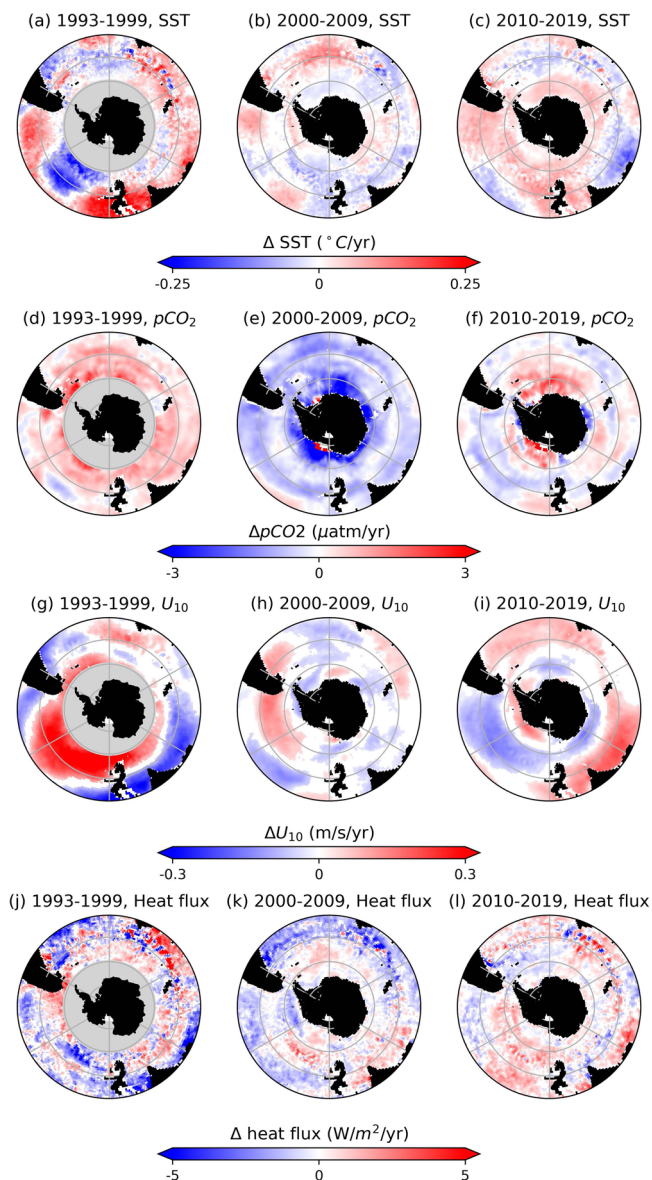 (a) 1993-1999, SST (b) 2000-2009, SST (c) 2010-2019, SST
Δ SST (°C/yr)
-0.25 0 0.25
(d) 1993-1999, pCO₂ (e) 2000-2009, pCO₂ (f) 2010-2019, pCO₂
ΔpCO2 (μatm/yr)
-3 0 3
(g) 1993-1999, U₁₀ (h) 2000-2009, U₁₀ (i) 2010-2019, U₁₀
ΔU₁₀ (m/s/yr)
-0.3 0 0.3
(j) 1993-1999, Heat flux (k) 2000-2009, Heat flux (l) 2010-2019, Heat flux
Δ heat flux (W/m²/yr)
-5 0 5